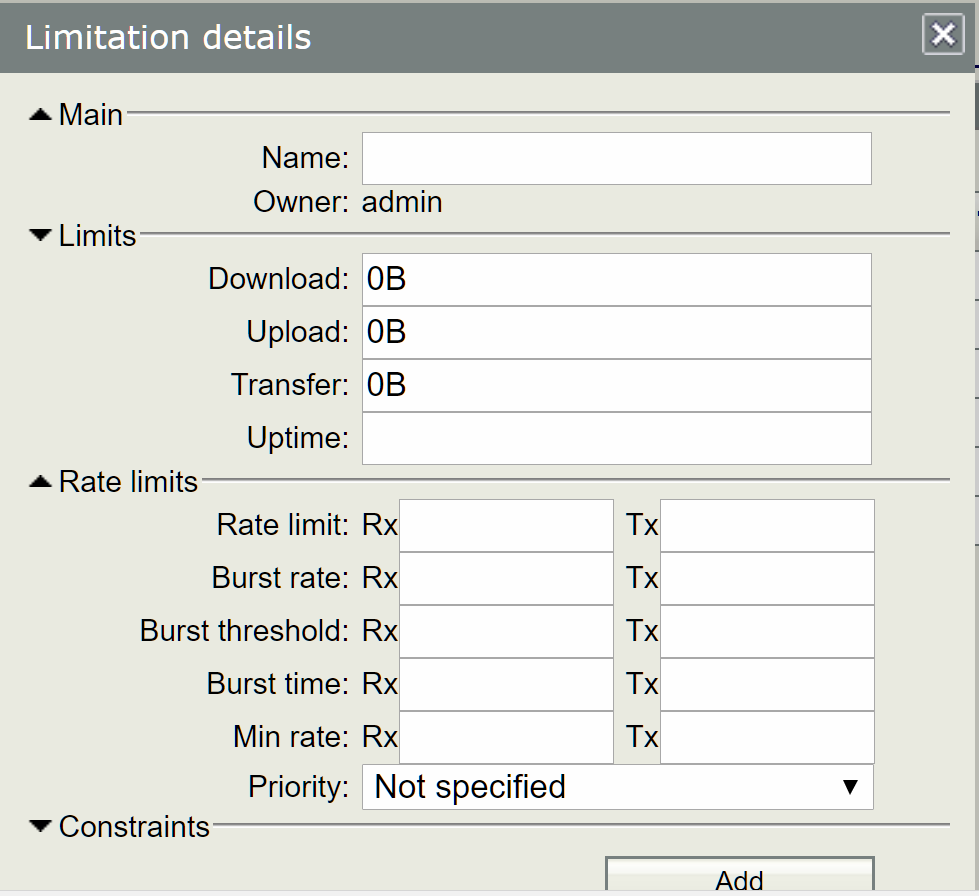 Limitation details
Main
Name:
Owner: admin
Limits
Download: 0B
Upload: 0B
Transfer: 0B
Uptime:
Rate limits
Rate limit: Rx Tx
Burst rate: Rx Tx
Burst threshold: Rx Tx
Burst time: Rx Tx
Min rate: Rx Tx
Priority: Not specified
Constraints
Add